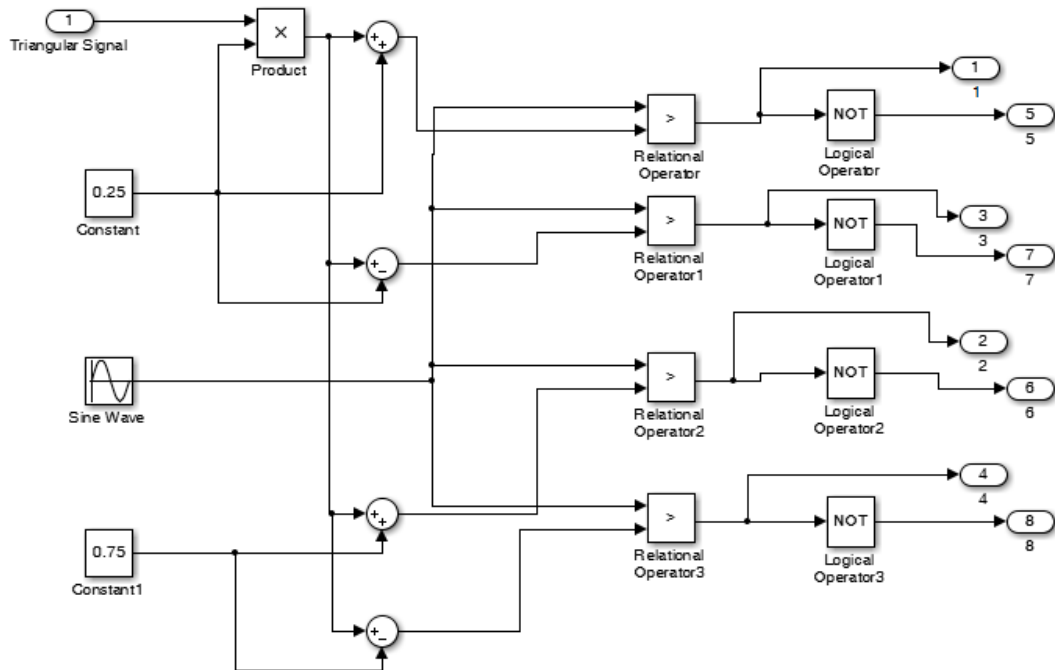 1
Triangular Signal
×
Product
+
+
1
1
>
Relational
Operator
NOT
Logical
Operator
5
5
0.25
Constant
+
−
>
Relational
Operator1
NOT
Logical
Operator1
3
3
7
7
Sine Wave
>
Relational
Operator2
NOT
Logical
Operator2
2
2
6
6
0.75
Constant1
+
+
>
Relational
Operator3
NOT
Logical
Operator3
4
4
8
8
+
−